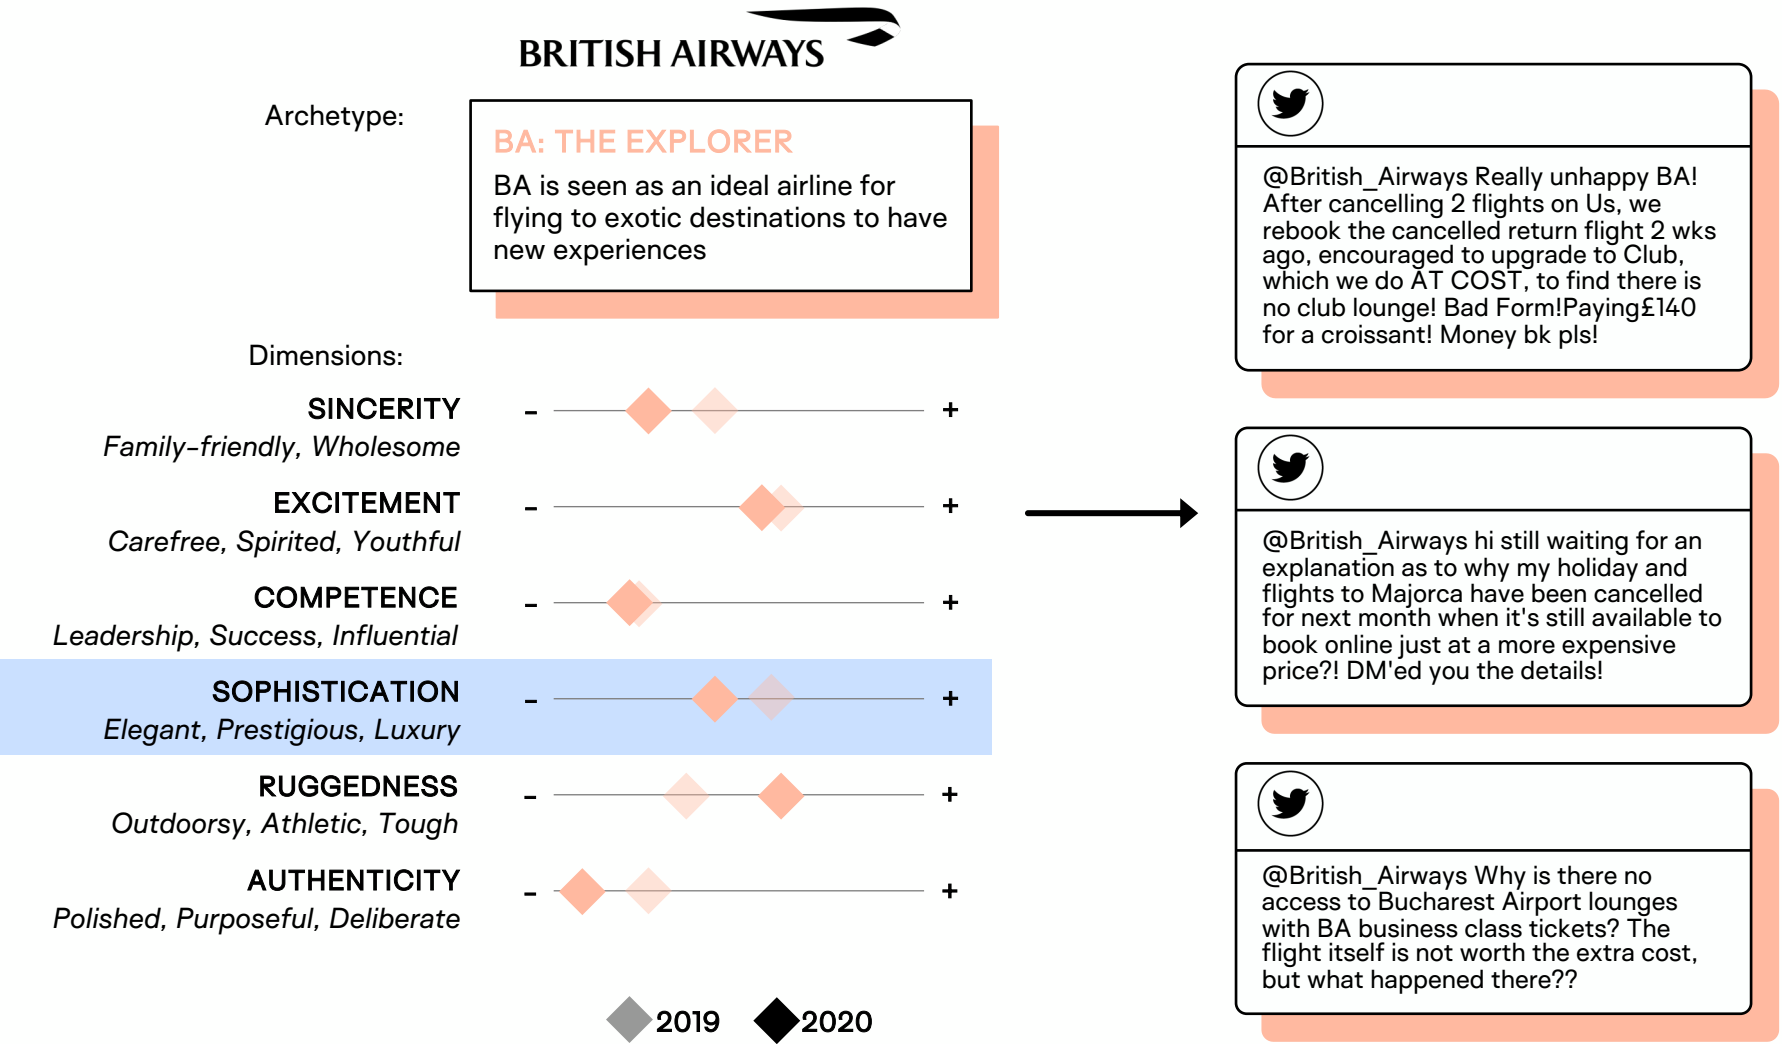 BRITISH AIRWAYS
Archetype:
BA: THE EXPLORER
BA is seen as an ideal airline for
flying to exotic destinations to have
new experiences
Dimensions:
SINCERITY
Family-friendly, Wholesome
- +
EXCITEMENT
Carefree, Spirited, Youthful
- +
COMPETENCE
Leadership, Success, Influential
- +
SOPHISTICATION
Elegant, Prestigious, Luxury
- +
RUGGEDNESS
Outdoorsy, Athletic, Tough
- +
AUTHENTICITY
Polished, Purposeful, Deliberate
- +
2019 2020
@British_Airways Really unhappy BA!
After cancelling 2 flights on Us, we
rebook the cancelled return flight 2 wks
ago, encouraged to upgrade to Club,
which we do AT COST, to find there is
no club lounge! Bad Form!Paying£140
for a croissant! Money bk pls!
@British_Airways hi still waiting for an
explanation as to why my holiday and
flights to Majorca have been cancelled
for next month when it's still available to
book online just at a more expensive
price?! DM'ed you the details!
@British_Airways Why is there no
access to Bucharest Airport lounges
with BA business class tickets? The
flight itself is not worth the extra cost,
but what happened there??